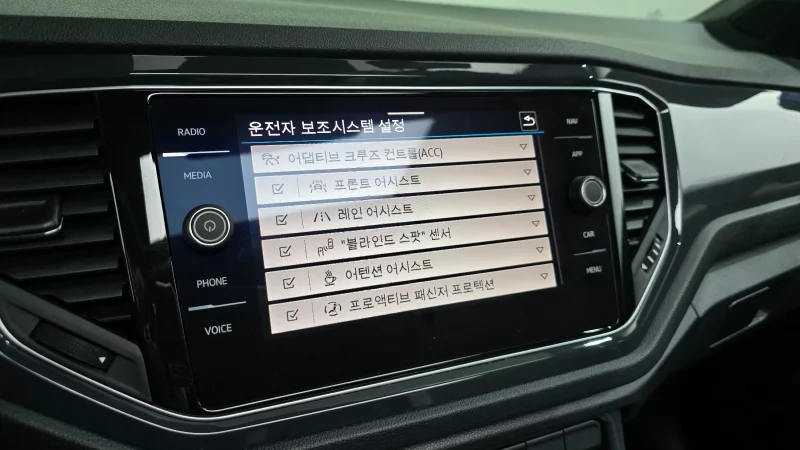 RADIO
MEDIA
PHONE
VOICE
운전자 보조시스템 설정
어댑티브 크루즈 컨트롤(ACC)
프론트 어시스트
레인 어시스트
"블라인드 스팟" 센서
어텐션 어시스트
프로액티브 패신저 프로텍션
NAV
APP
CAR
MENU